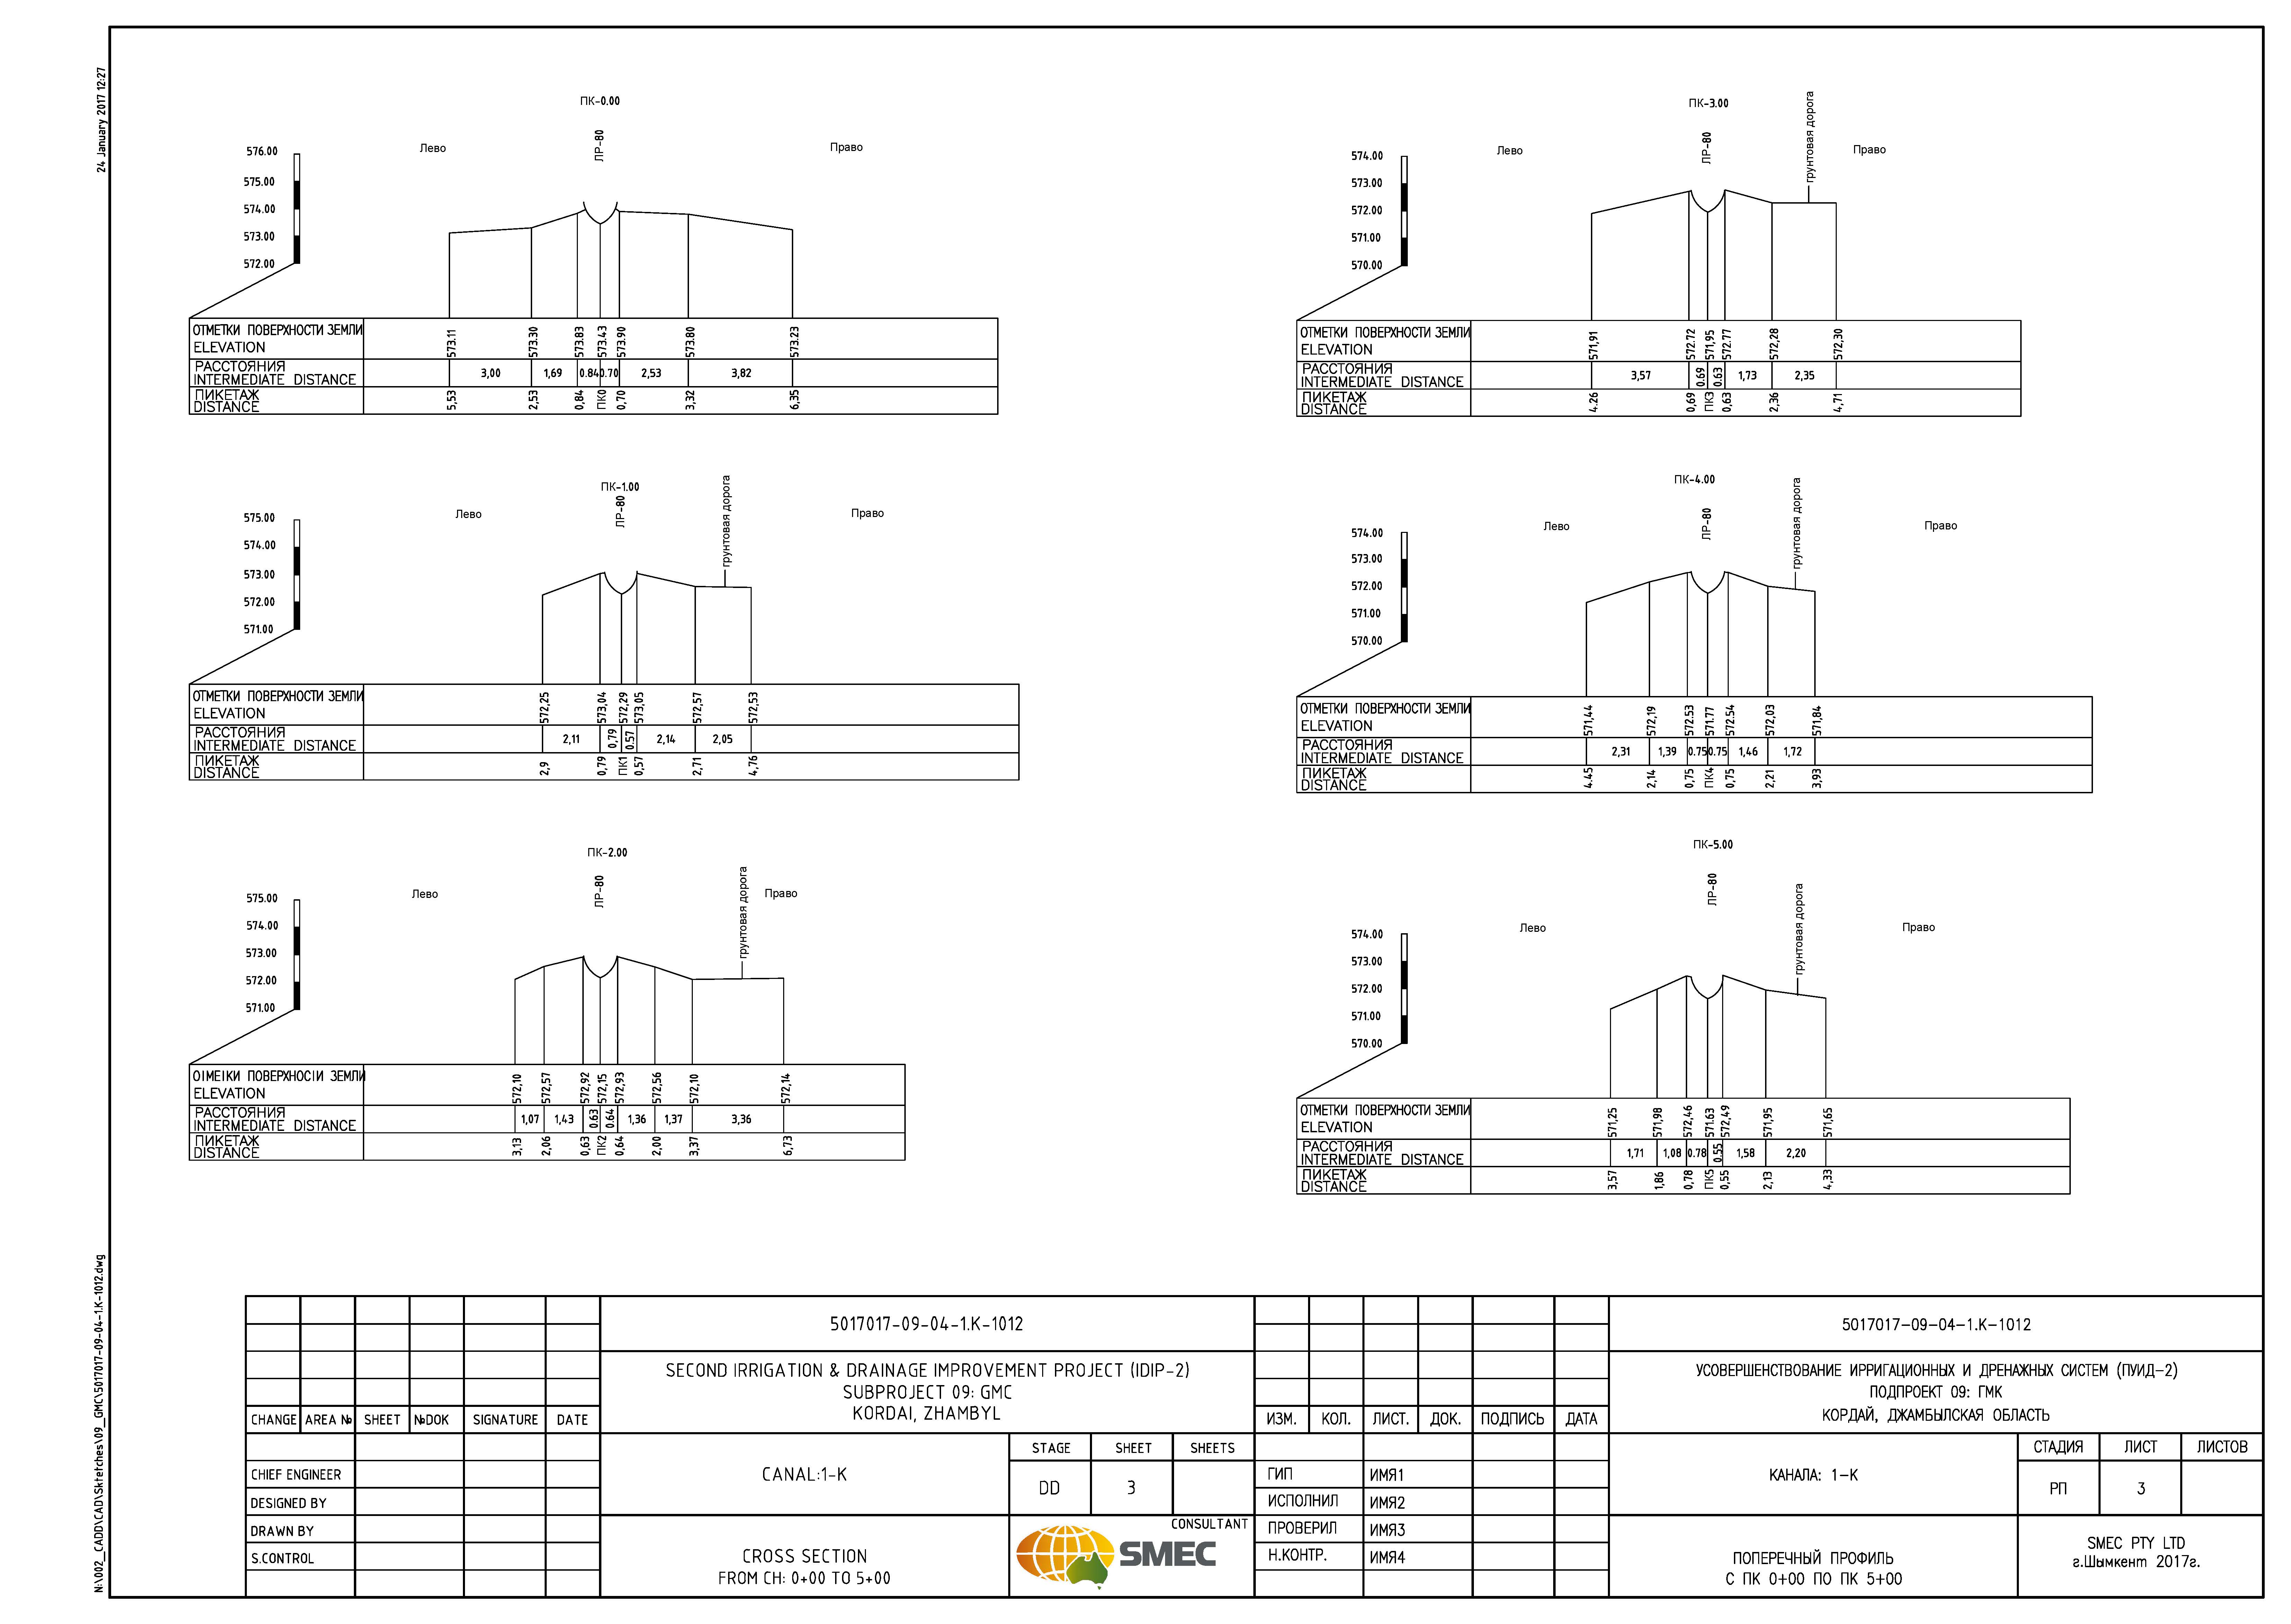 24 January 2017 12:27
ПК-0.00
ЛР-80
Лево
Право
576.00
575.00
574.00
573.00
572.00
ОТМЕТКИ ПОВЕРХНОСТИ ЗЕМЛИ
ELEVATION
573.11 573.30 573.83 573.43 573.90 573.80 573.23
РАССТОЯНИЯ
INTERMEDIATE DISTANCE
3,00 1,69 0.84 0.70 2,53 3,82
ПИКЕТАЖ
DISTANCE
5,53 2,53 0,84 ПК0 0,70 3,32 6,35
ПК-1.00
ЛР-80
грунтовая дорога
Лево
Право
575.00
574.00
573.00
572.00
571.00
ОТМЕТКИ ПОВЕРХНОСТИ ЗЕМЛИ
ELEVATION
572,25 573,04 572,29 573,05 572,57 572,53
РАССТОЯНИЯ
INTERMEDIATE DISTANCE
2,11 0,79 0.57 2,14 2,05
ПИКЕТАЖ
DISTANCE
2,9 0,79 ПК1 0,57 2,71 4,76
ПК-2.00
ЛР-80
грунтовая дорога
Лево
Право
575.00
574.00
573.00
572.00
571.00
ОІМЕІКИ ПОВЕРХНОСІИ ЗЕМЛИ
ELEVATION
572,10 572,57 572,92 572,15 572,93 572,56 572,10 572,14
РАССТОЯНИЯ
INTERMEDIATE DISTANCE
1,07 1,43 0.63 0.64 1,36 1,37 3,36
ПИКЕТАЖ
DISTANCE
3,13 2,06 0,63 ПК2 0,64 2,00 3,37 6,73
ПК-3.00
ЛР-80
грунтовая дорога
Лево
Право
574.00
573.00
572.00
571.00
570.00
ОТМЕТКИ ПОВЕРХНОСТИ ЗЕМЛИ
ELEVATION
571,91 572.72 571,95 572.77 572,28 572,30
РАССТОЯНИЯ
INTERMEDIATE DISTANCE
3,57 0.69 0.63 1,73 2,35
ПИКЕТАЖ
DISTANCE
4.26 0,69 ПК3 0,63 2,36 4,71
ПК-4.00
ЛР-80
грунтовая дорога
Лево
Право
574.00
573.00
572.00
571.00
570.00
ОТМЕТКИ ПОВЕРХНОСТИ ЗЕМЛИ
ELEVATION
571,44 572,19 572.53 571.77 572.54 572,03 571,84
РАССТОЯНИЯ
INTERMEDIATE DISTANCE
2,31 1,39 0.75 0.75 1,46 1,72
ПИКЕТАЖ
DISTANCE
4.45 2,14 0,75 ПК4 0,75 2,21 3,93
ПК-5.00
ЛР-80
грунтовая дорога
Лево
Право
574.00
573.00
572.00
571.00
570.00
ОТМЕТКИ ПОВЕРХНОСТИ ЗЕМЛИ
ELEVATION
571,25 571,98 572,46 571.63 572,49 571,95 571,65
РАССТОЯНИЯ
INTERMEDIATE DISTANCE
1,71 1,08 0.78 0.55 1,58 2,20
ПИКЕТАЖ
DISTANCE
3,57 1,86 0,78 ПК5 0,55 2,13 4,33
N:\002_CADD\CAD\Sktetches\09_GMC\5017017-09-04-1.K-1012.dwg
5017017-09-04-1.K-1012
SECOND IRRIGATION & DRAINAGE IMPROVEMENT PROJECT (IDIP-2)
SUBPROJECT 09: GMC
KORDAI, ZHAMBYL
CHANGE AREA № SHEET №DOK SIGNATURE DATE
CHIEF ENGINEER
DESIGNED BY
DRAWN BY
S.CONTROL
CANAL:1-K
STAGE SHEET SHEETS
DD 3
CROSS SECTION
FROM CH: 0+00 TO 5+00
CONSULTANT
SMEC
5017017-09-04-1.K-1012
УСОВЕРШЕНСТВОВАНИЕ ИРРИГАЦИОННЫХ И ДРЕНАЖНЫХ СИСТЕМ (ПУИД-2)
ПОДПРОЕКТ 09: ГМК
КОРДАЙ, ДЖАМБЫЛСКАЯ ОБЛАСТЬ
ИЗМ. КОЛ. ЛИСТ. ДОК. ПОДПИСЬ ДАТА
ГИП ИМЯ1
ИСПОЛНИЛ ИМЯ2
ПРОВЕРИЛ ИМЯ3
Н.КОНТР. ИМЯ4
КАНАЛА: 1-К
СТАДИЯ ЛИСТ ЛИСТОВ
РП 3
ПОПЕРЕЧНЫЙ ПРОФИЛЬ
С ПК 0+00 ПО ПК 5+00
SMEC PTY LTD
г.Шымкент 2017г.